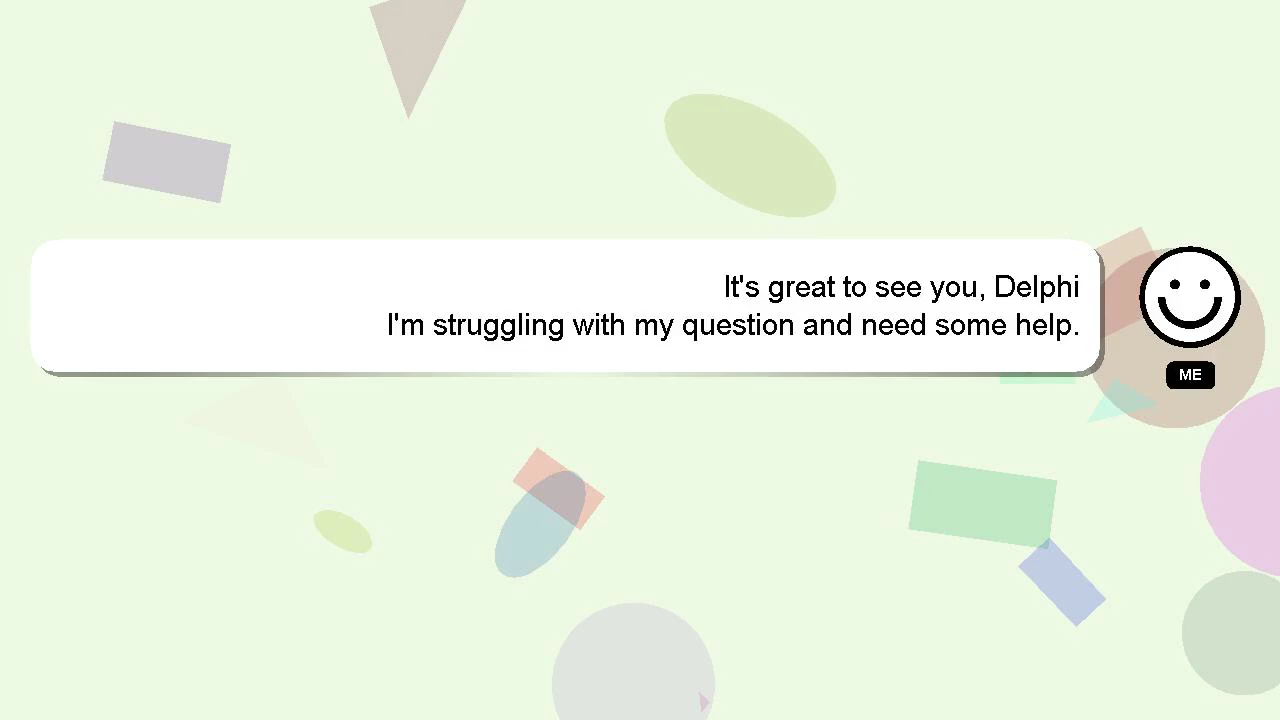 It's great to see you, Delphi
I'm struggling with my question and need some help.
ME